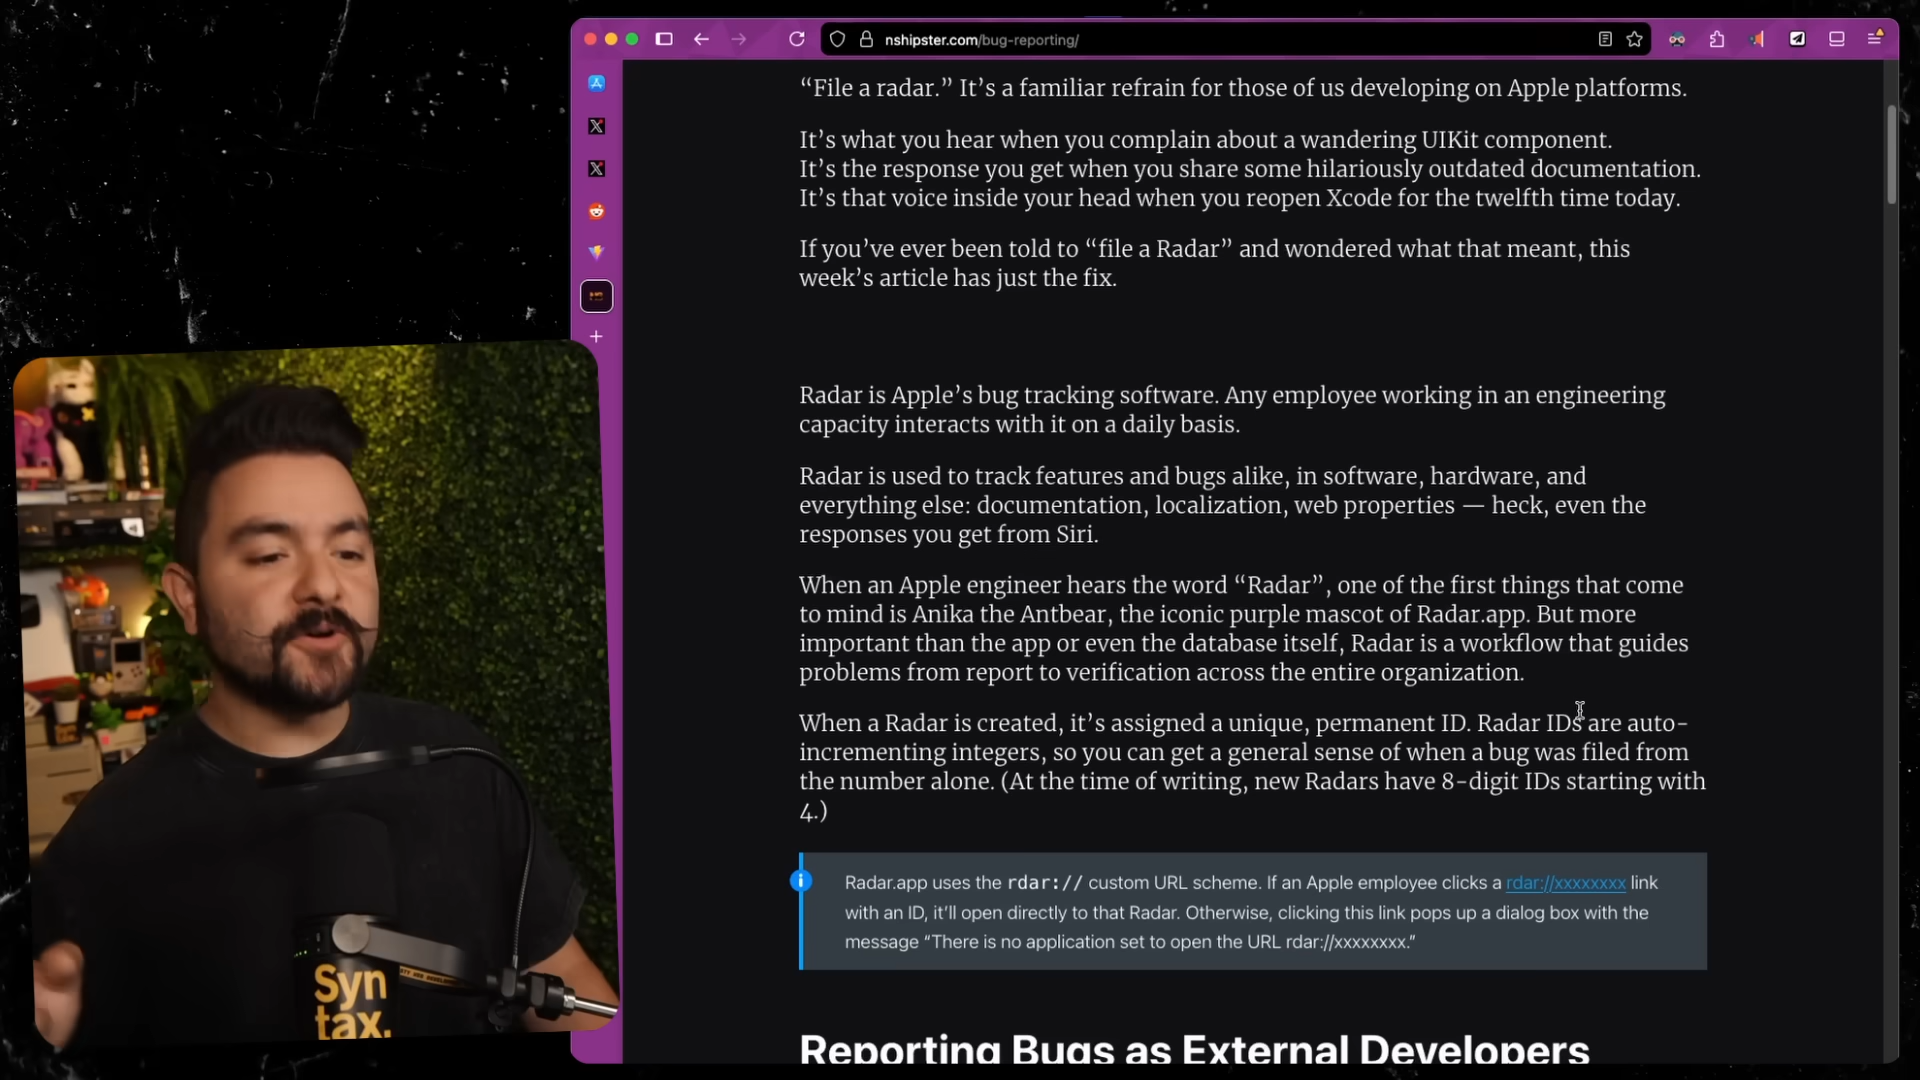 nshipster.com/bug-reporting/
“File a radar.” It’s a familiar refrain for those of us developing on Apple platforms.
It’s what you hear when you complain about a wandering UIKit component.
It’s the response you get when you share some hilariously outdated documentation.
It’s that voice inside your head when you reopen Xcode for the twelfth time today.
If you’ve ever been told to “file a Radar” and wondered what that meant, this
week’s article has just the fix.
Radar is Apple’s bug tracking software. Any employee working in an engineering
capacity interacts with it on a daily basis.
Radar is used to track features and bugs alike, in software, hardware, and
everything else: documentation, localization, web properties — heck, even the
responses you get from Siri.
When an Apple engineer hears the word “Radar”, one of the first things that come
to mind is Anika the Antbear, the iconic purple mascot of Radar.app. But more
important than the app or even the database itself, Radar is a workflow that guides
problems from report to verification across the entire organization.
When a Radar is created, it’s assigned a unique, permanent ID. Radar IDs are auto-
incrementing integers, so you can get a general sense of when a bug was filed from
the number alone. (At the time of writing, new Radars have 8-digit IDs starting with
4.)
Radar.app uses the rdar:// custom URL scheme. If an Apple employee clicks a rdar://xxxxxxxx link
with an ID, it’ll open directly to that Radar. Otherwise, clicking this link pops up a dialog box with the
message “There is no application set to open the URL rdar://xxxxxxxx.”
Reporting Bugs as External Developers
Syn
tax.